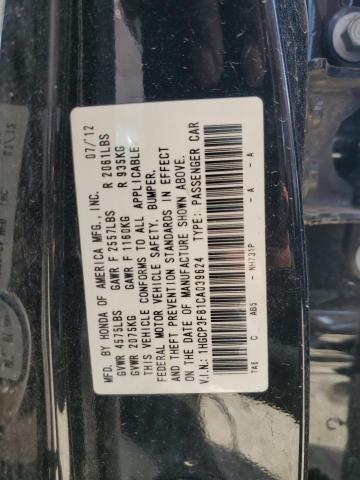 MFD. BY HONDA OF AMERICA MFG., INC. 07/12
GVWR 4575LBS GAWR F 2557LBS R 2061LBS
GVWR 2075KG GAWR F 1160KG R 935KG
THIS VEHICLE CONFORMS TO ALL APPLICABLE
FEDERAL MOTOR VEHICLE SAFETY, BUMPER,
AND THEFT PREVENTION STANDARDS IN EFFECT
ON THE DATE OF MANUFACTURE SHOWN ABOVE.
V.I.N.: 1HGCP3F81CA039624 TYPE: PASSENGER CAR
TA6 C AB5 - NH731P - A - A